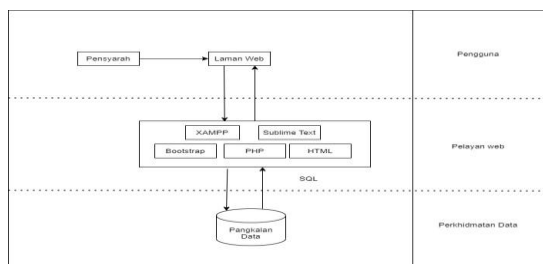 Pengguna
Pensyarah
Laman Web
XAMPP
Sublime Text
Pelayan web
Bootstrap
PHP
HTML
SQL
Pangkalan
Data
Perkhidmatan Data